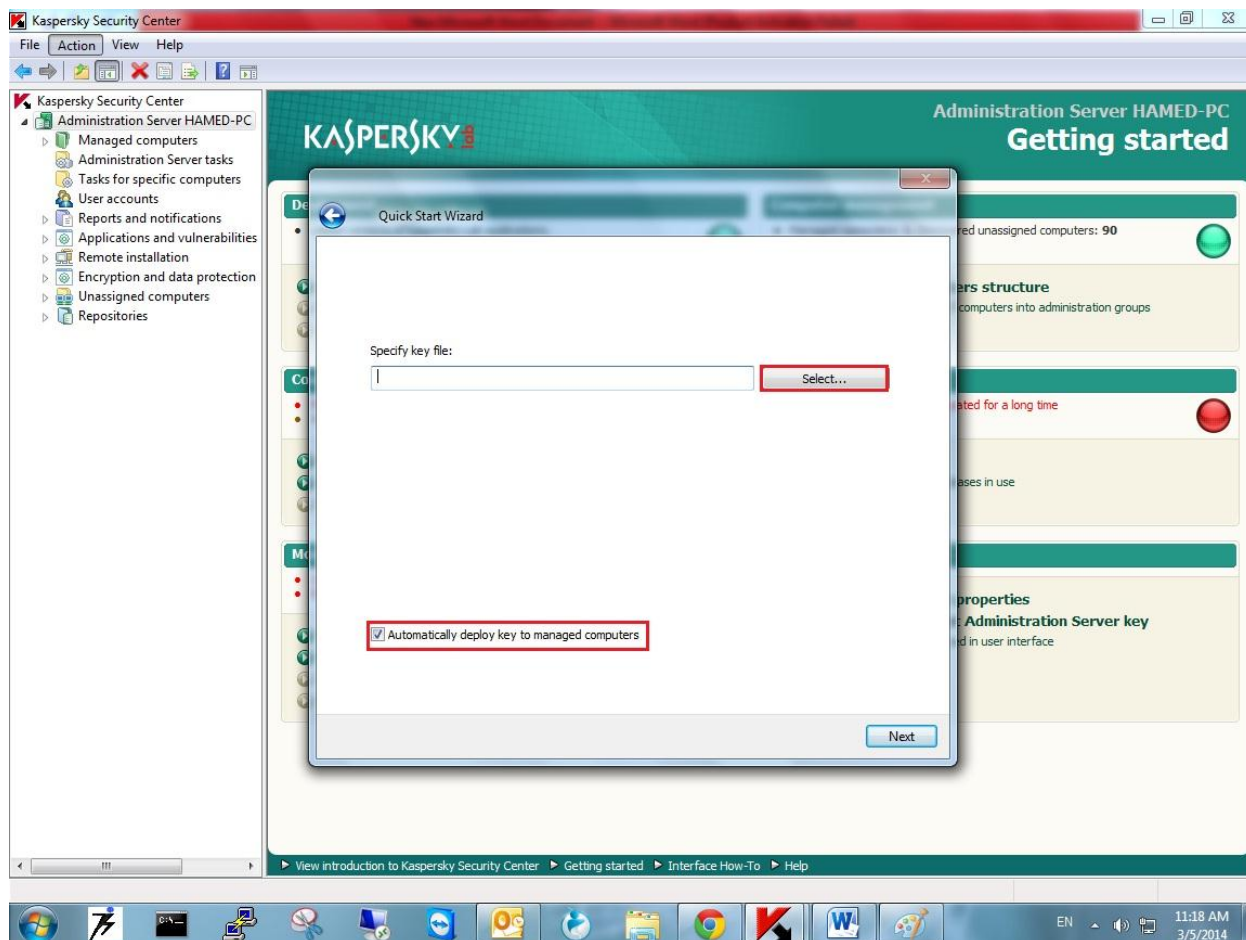 Kaspersky Security Center
File Action View Help
Kaspersky Security Center
Administration Server HAMED-PC
Managed computers
Administration Server tasks
Tasks for specific computers
User accounts
Reports and notifications
Applications and vulnerabilities
Remote installation
Encryption and data protection
Unassigned computers
Repositories
KASPERSKY lab
Administration Server HAMED-PC
Getting started
De
red unassigned computers: 90
ers structure
computers into administration groups
Quick Start Wizard
Specify key file:
Select...
Co
ated for a long time
ases in use
Mo
properties
Administration Server key
d in user interface
Automatically deploy key to managed computers
Next
View introduction to Kaspersky Security Center Getting started Interface How-To Help
EN
11:18 AM
3/5/2014